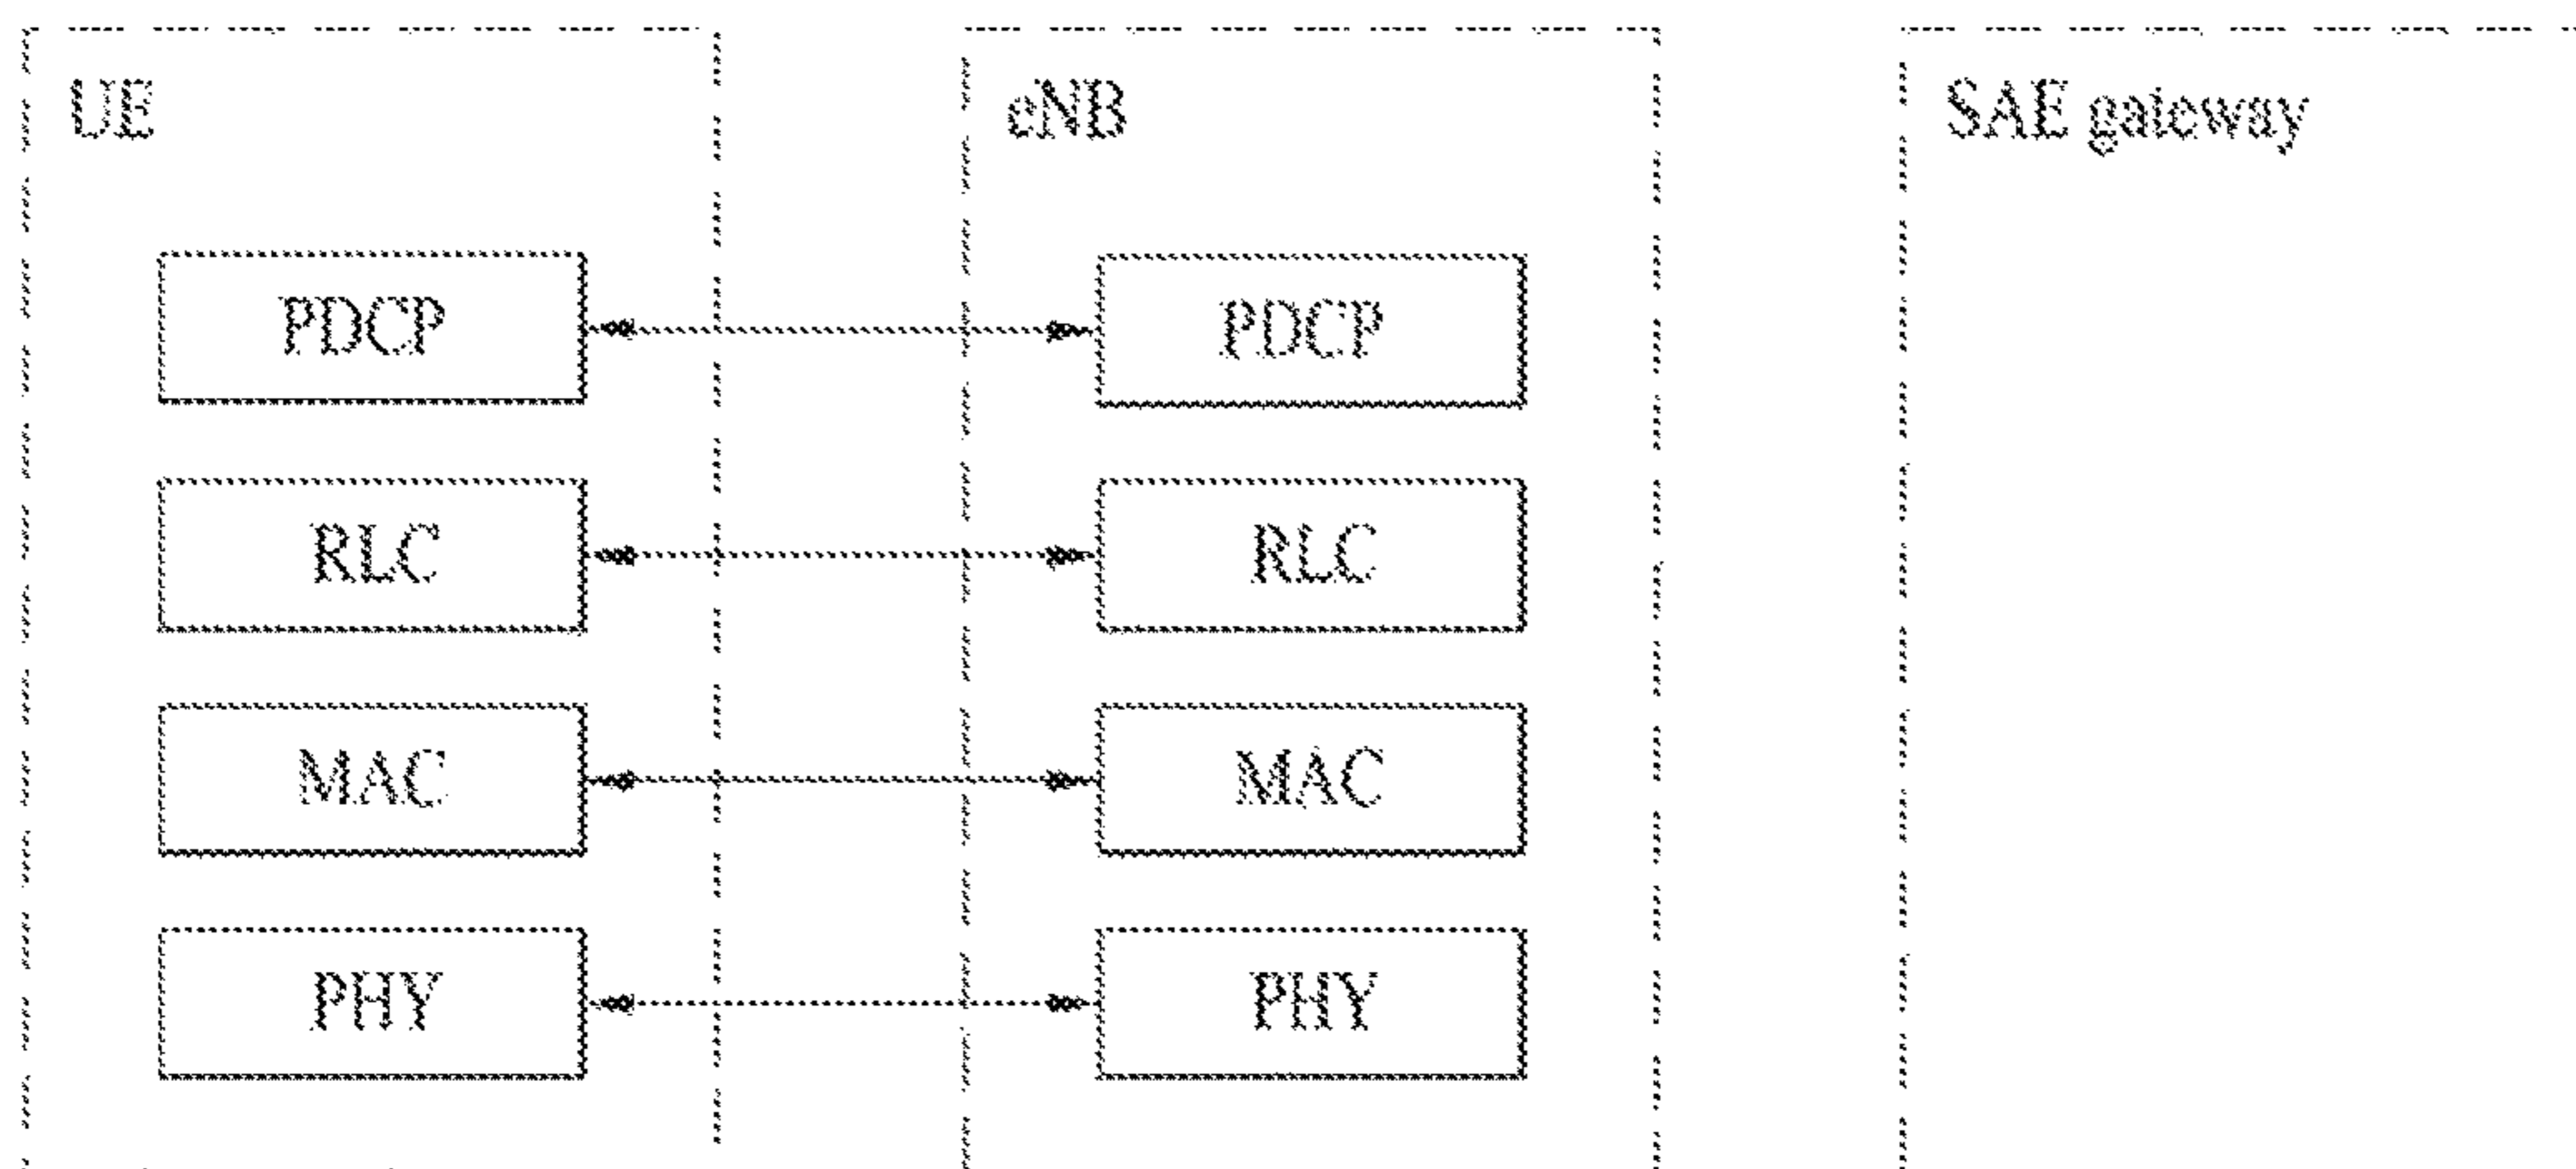 UE eNB SAE gateway
PDCP PDCP
RLC RLC
MAC MAC
PHY PHY